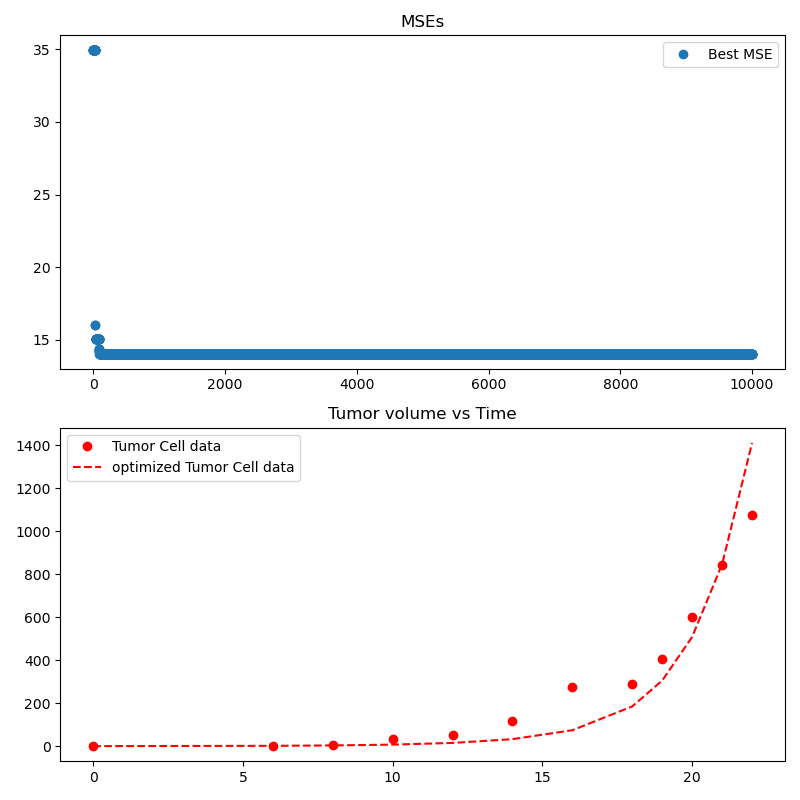 MSEs
35
30
25
20
15
Best MSE
0 2000 4000 6000 8000 10000
Tumor volume vs Time
1400
1200
1000
800
600
400
200
0
Tumor Cell data
optimized Tumor Cell data
0 5 10 15 20